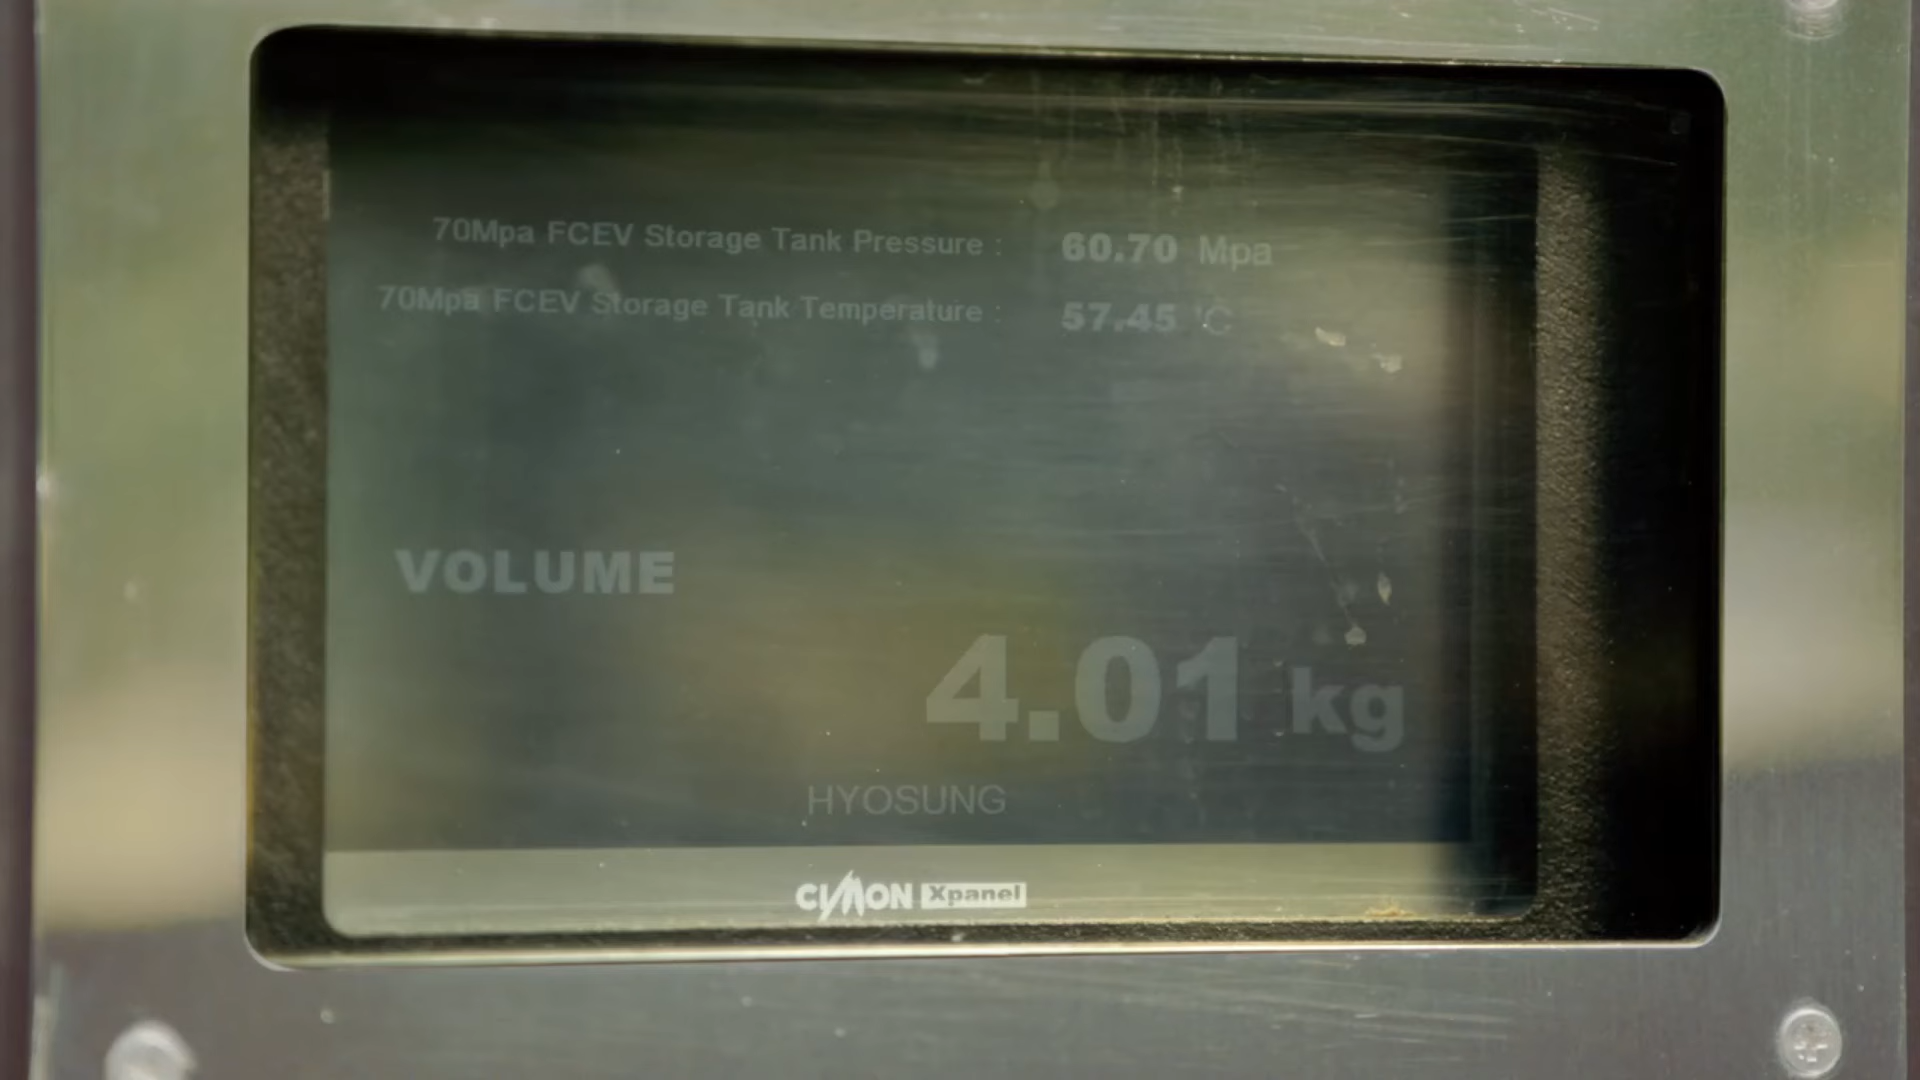 70Mpa FCEV Storage Tank Pressure : 60.70 Mpa
70Mpa FCEV Storage Tank Temperature : 57.45 'C
VOLUME
4.01 kg
HYOSUNG
CIMON Xpanel